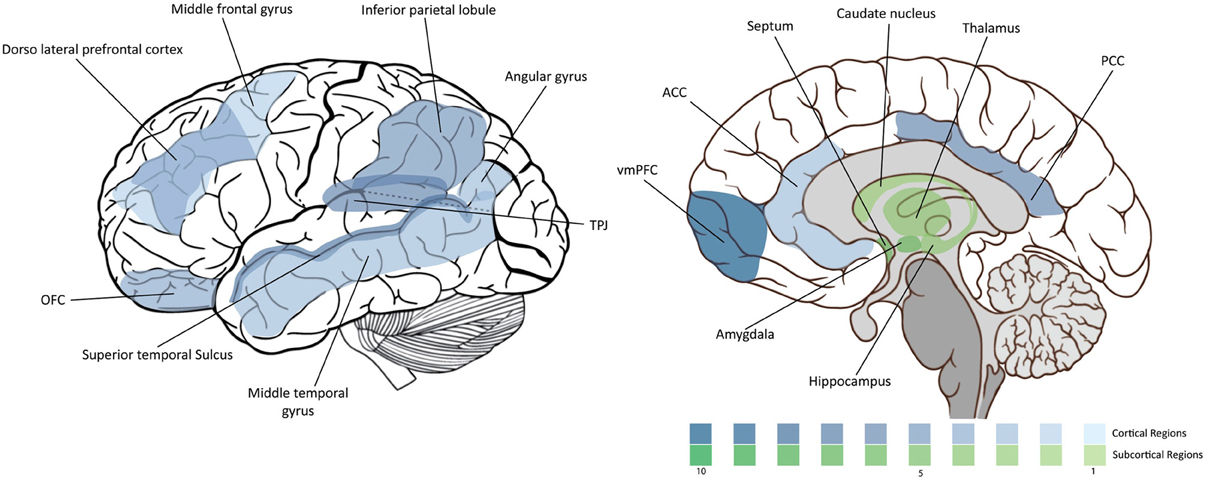 Middle frontal gyrus
Inferior parietal lobule
Dorso lateral prefrontal cortex
Angular gyrus
TPJ
OFC
Superior temporal Sulcus
Middle temporal
gyrus
Caudate nucleus
Septum
Thalamus
PCC
ACC
vmPFC
Amygdala
Hippocampus
Cortical Regions
Subcortical Regions
10 5 1